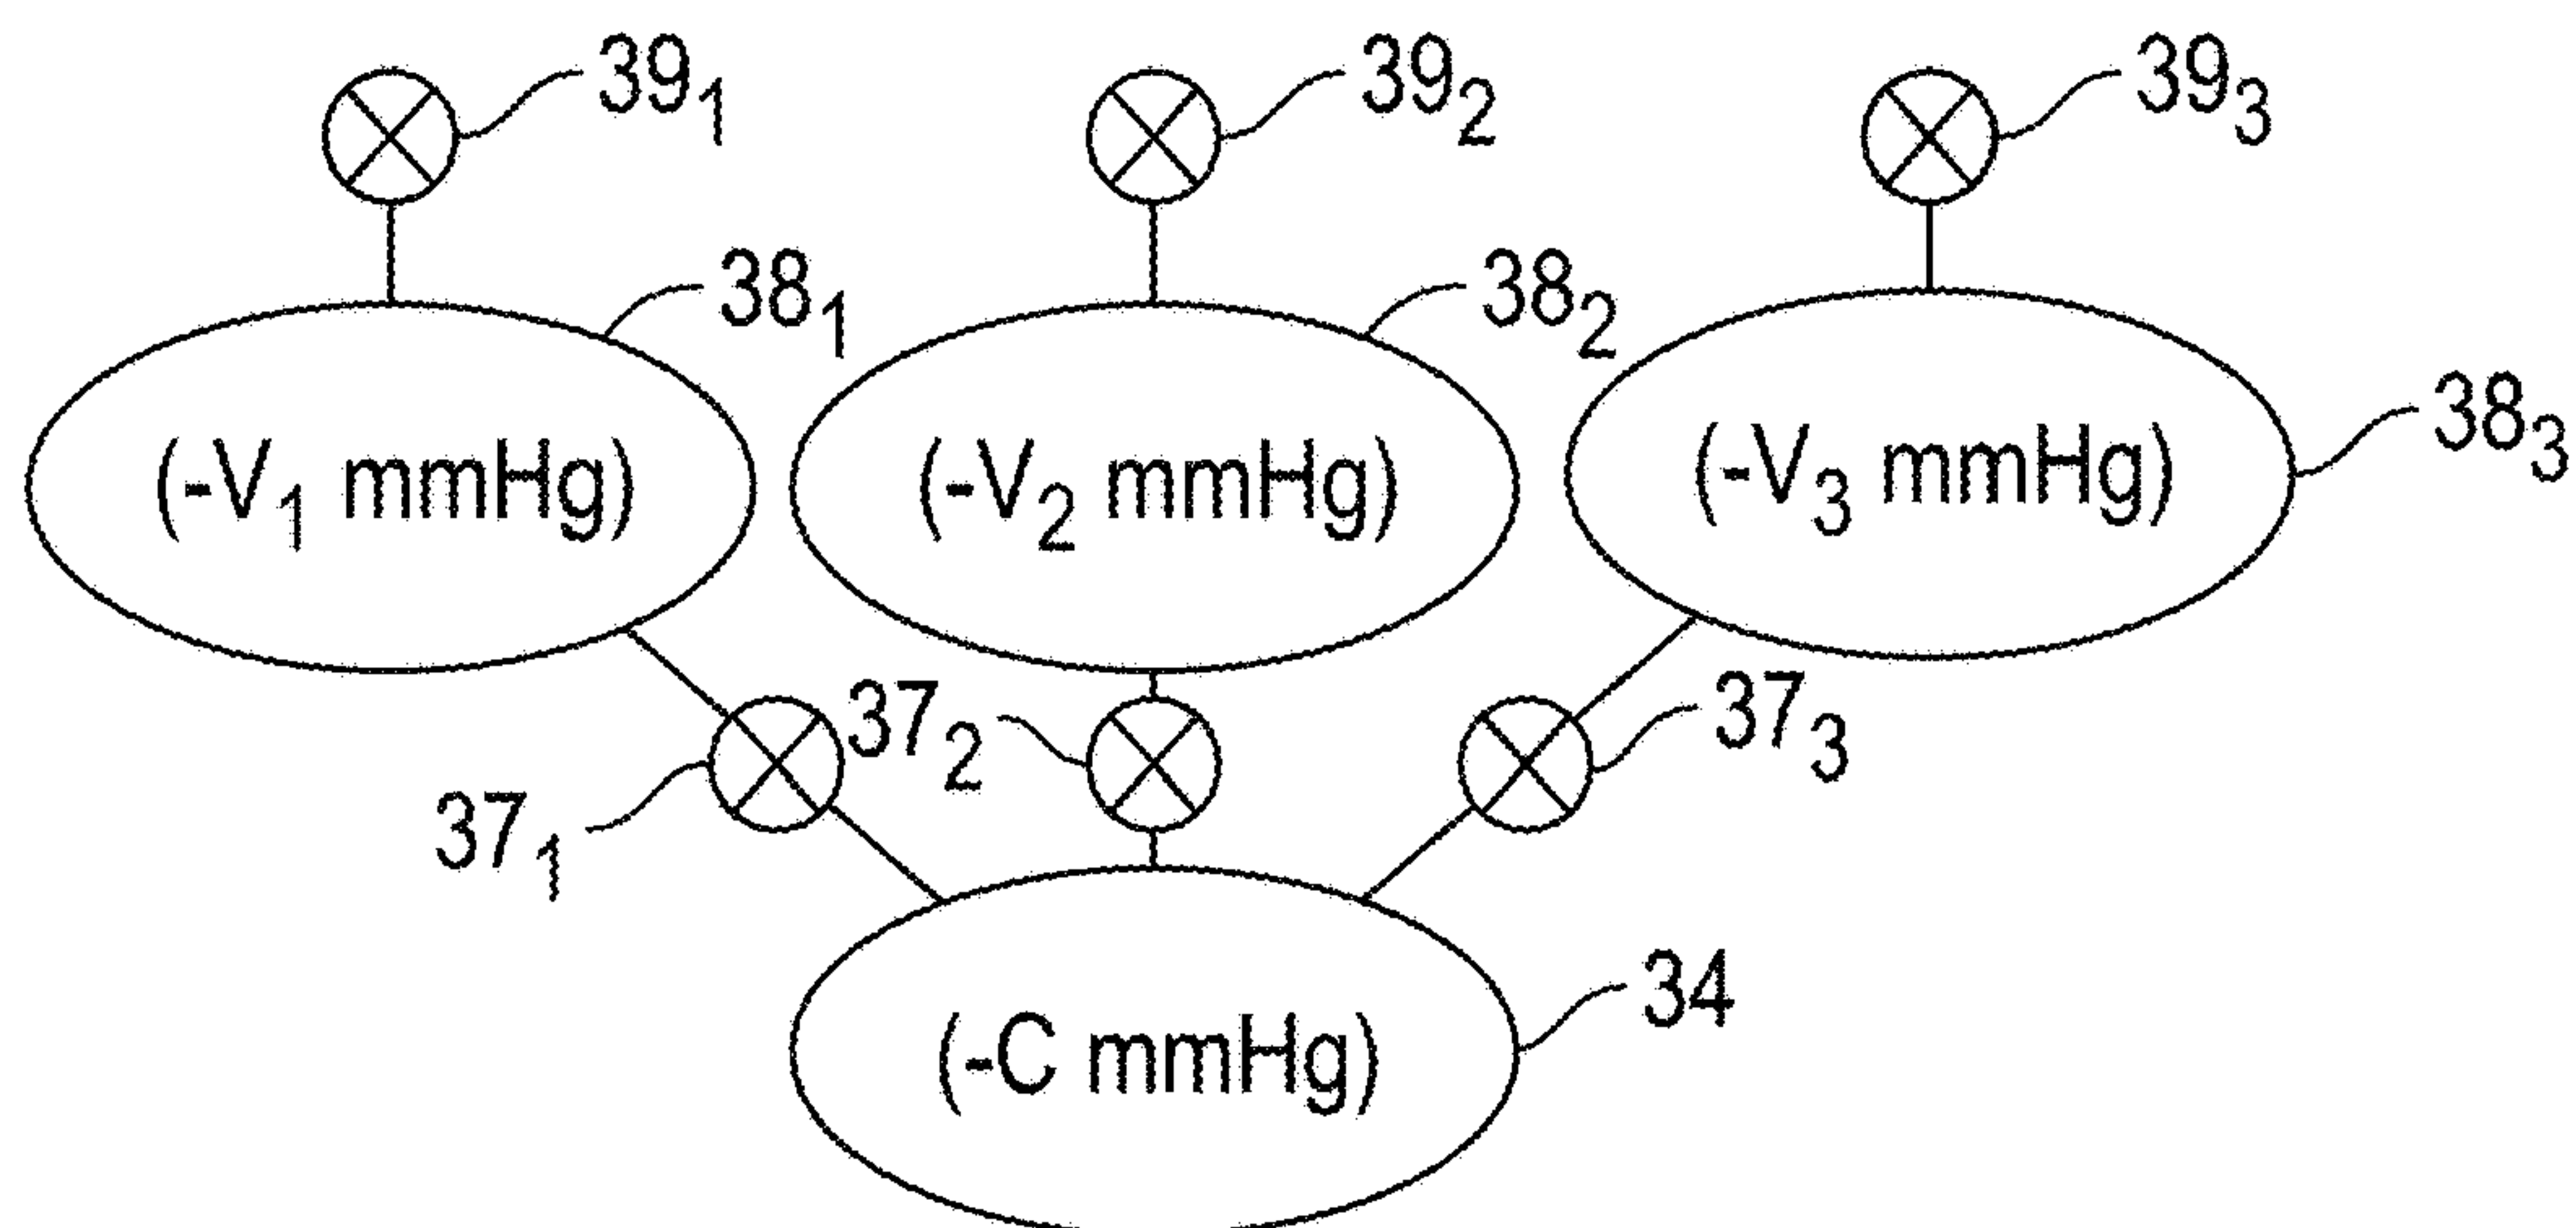 39₁ 39₂ 39₃
38₁ 38₂
38₃
(-V₁ mmHg) (-V₂ mmHg) (-V₃ mmHg)
37₂ 37₃
37₁
34
(-C mmHg)